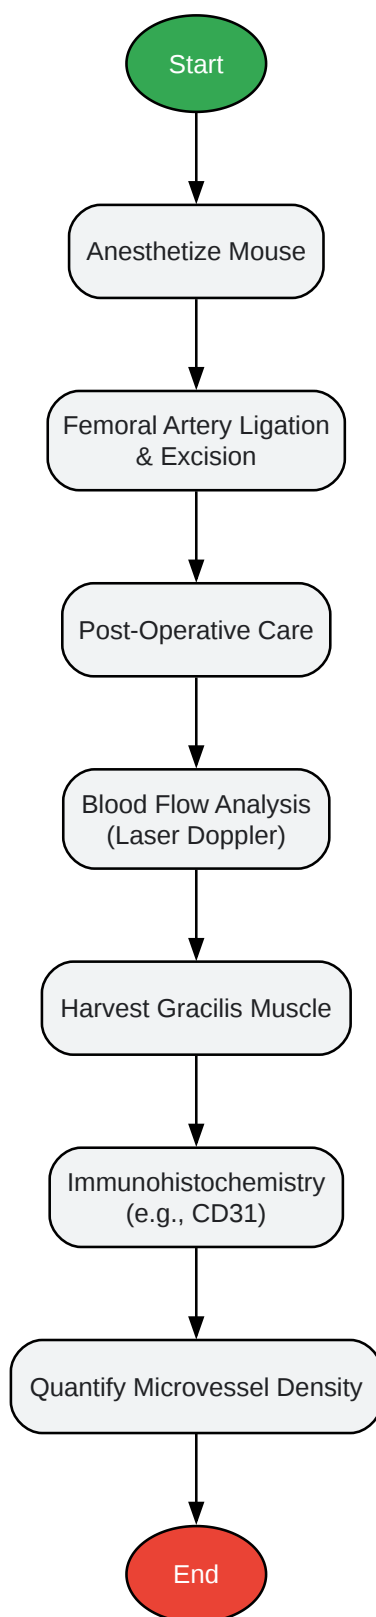 Start
Anesthetize Mouse
Femoral Artery Ligation
& Excision
Post-Operative Care
Blood Flow Analysis
(Laser Doppler)
Harvest Gracilis Muscle
Immunohistochemistry
(e.g., CD31)
Quantify Microvessel Density
End